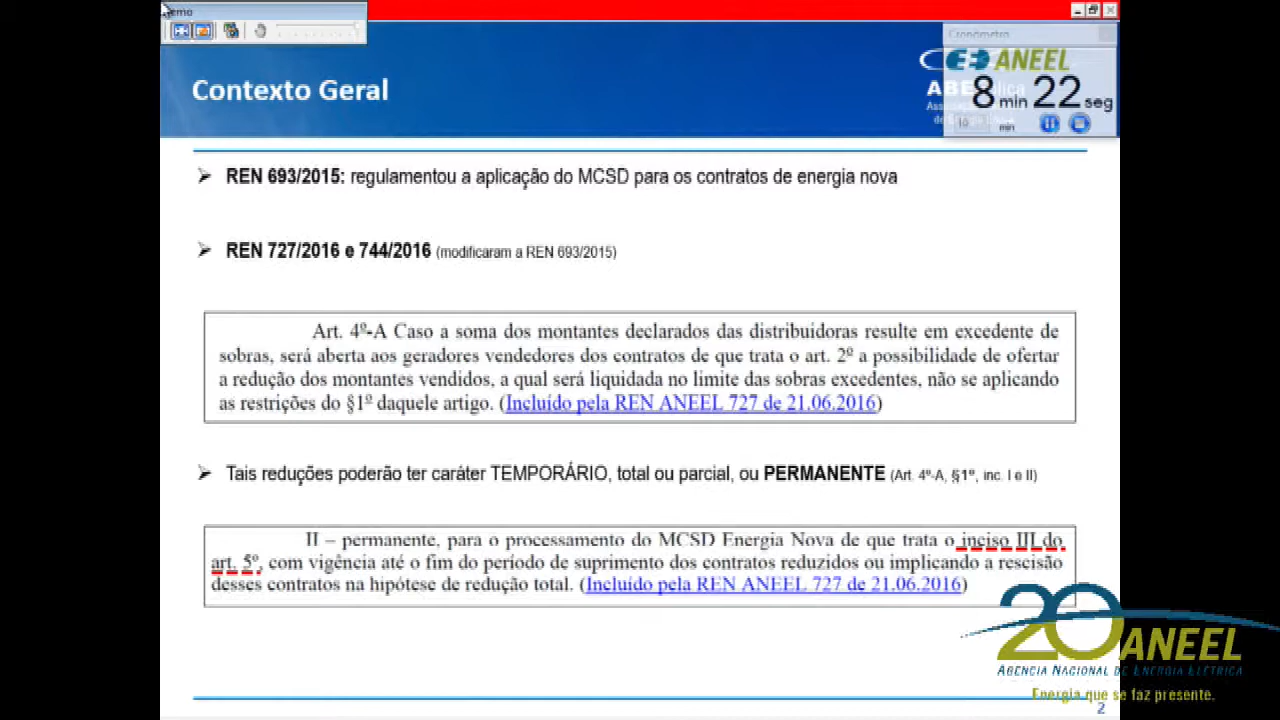 Demo
Cronômetro
ANEEL
Contexto Geral
8 min 22 seg
10 min
➢ REN 693/2015: regulamentou a aplicação do MCSD para os contratos de energia nova
➢ REN 727/2016 e 744/2016 (modificaram a REN 693/2015)
Art. 4º-A Caso a soma dos montantes declarados das distribuidoras resulte em excedente de
sobras, será aberta aos geradores vendedores dos contratos de que trata o art. 2º a possibilidade de ofertar
a redução dos montantes vendidos, a qual será liquidada no limite das sobras excedentes, não se aplicando
as restrições do §1º daquele artigo. (Incluído pela REN ANEEL 727 de 21.06.2016)
➢ Tais reduções poderão ter caráter TEMPORÁRIO, total ou parcial, ou PERMANENTE (Art. 4º-A, §1º, inc. I e II)
II – permanente, para o processamento do MCSD Energia Nova de que trata o inciso III do
art. 5º, com vigência até o fim do período de suprimento dos contratos reduzidos ou implicando a rescisão
desses contratos na hipótese de redução total. (Incluído pela REN ANEEL 727 de 21.06.2016)
20 ANEEL
AGÊNCIA NACIONAL DE ENERGIA ELÉTRICA
Energia que se faz presente.
2